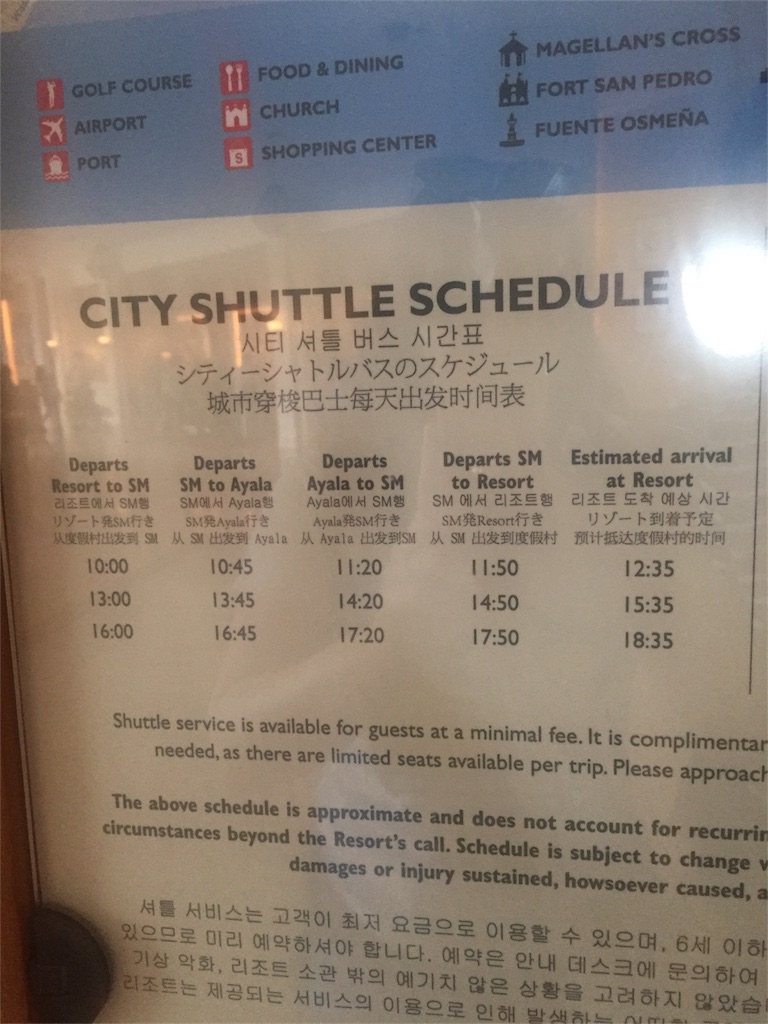 GOLF COURSE
AIRPORT
PORT
FOOD & DINING
CHURCH
S SHOPPING CENTER
MAGELLAN'S CROSS
FORT SAN PEDRO
FUENTE OSMEÑA
CITY SHUTTLE SCHEDULE
시티 셔틀 버스 시간표
シティーシャトルバスのスケジュール
城市穿梭巴士每天出发时间表
Departs Departs Departs Departs SM Estimated arrival
Resort to SM SM to Ayala Ayala to SM to Resort at Resort
리조트에서 SM행 SM에서 Ayala행 Ayala에서 SM행 SM 에서 리조트행 리조트 도착 예상 시간
リゾート発SM行き SM発Ayala行き Ayala発SM行き SM発Resort行き リゾート到着予定
从度假村出发到 SM 从 SM 出发到 Ayala 从 Ayala 出发到SM 从 SM 出发到度假村 预计抵达度假村的时间
10:00 10:45 11:20 11:50 12:35
13:00 13:45 14:20 14:50 15:35
16:00 16:45 17:20 17:50 18:35
Shuttle service is available for guests at a minimal fee. It is complimentar
needed, as there are limited seats available per trip. Please approach
The above schedule is approximate and does not account for recurrin
circumstances beyond the Resort's call. Schedule is subject to change
damages or injury sustained, howsoever caused, a
셔틀 서비스는 고객이 최저 요금으로 이용할 수 있으며, 6세 이하
있으므로 미리 예약하셔야 합니다. 예약은 안내 데스크에 문의하여
기상 악화, 리조트 소관 밖의 예기치 않은 상황을 고려하지 않았습
리조트는 제공되는 서비스의 이용으로 인해 발생하는